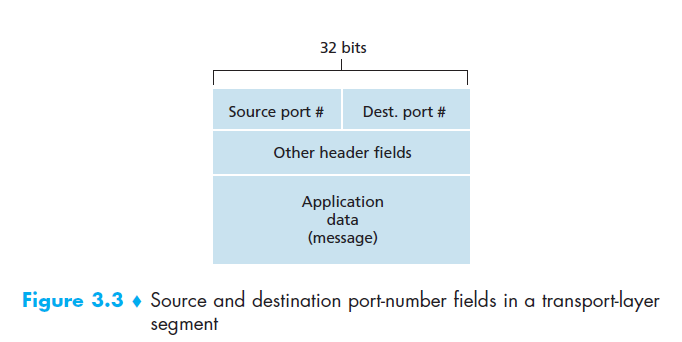 32 bits
Source port # Dest. port #
Other header fields
Application
data
(message)
Figure 3.3 ♦ Source and destination port-number fields in a transport-layer
segment